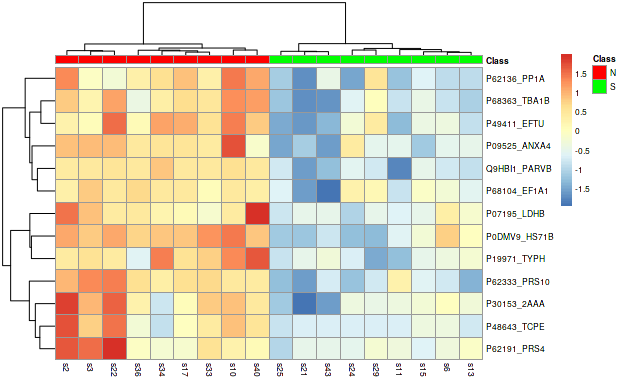 Class
Class
N
S
1.5
1
0.5
0
-0.5
-1
-1.5
P62136_PP1A
P68363_TBA1B
P49411_EFTU
P09525_ANXA4
Q9HBI1_PARVB
P68104_EF1A1
P07195_LDHB
P0DMV9_HS71B
P19971_TYPH
P62333_PRS10
P30153_2AAA
P48643_TCPE
P62191_PRS4
s2 s3 s22 s36 s34 s17 s33 s10 s40 s25 s21 s43 s24 s29 s11 s15 s6 s13